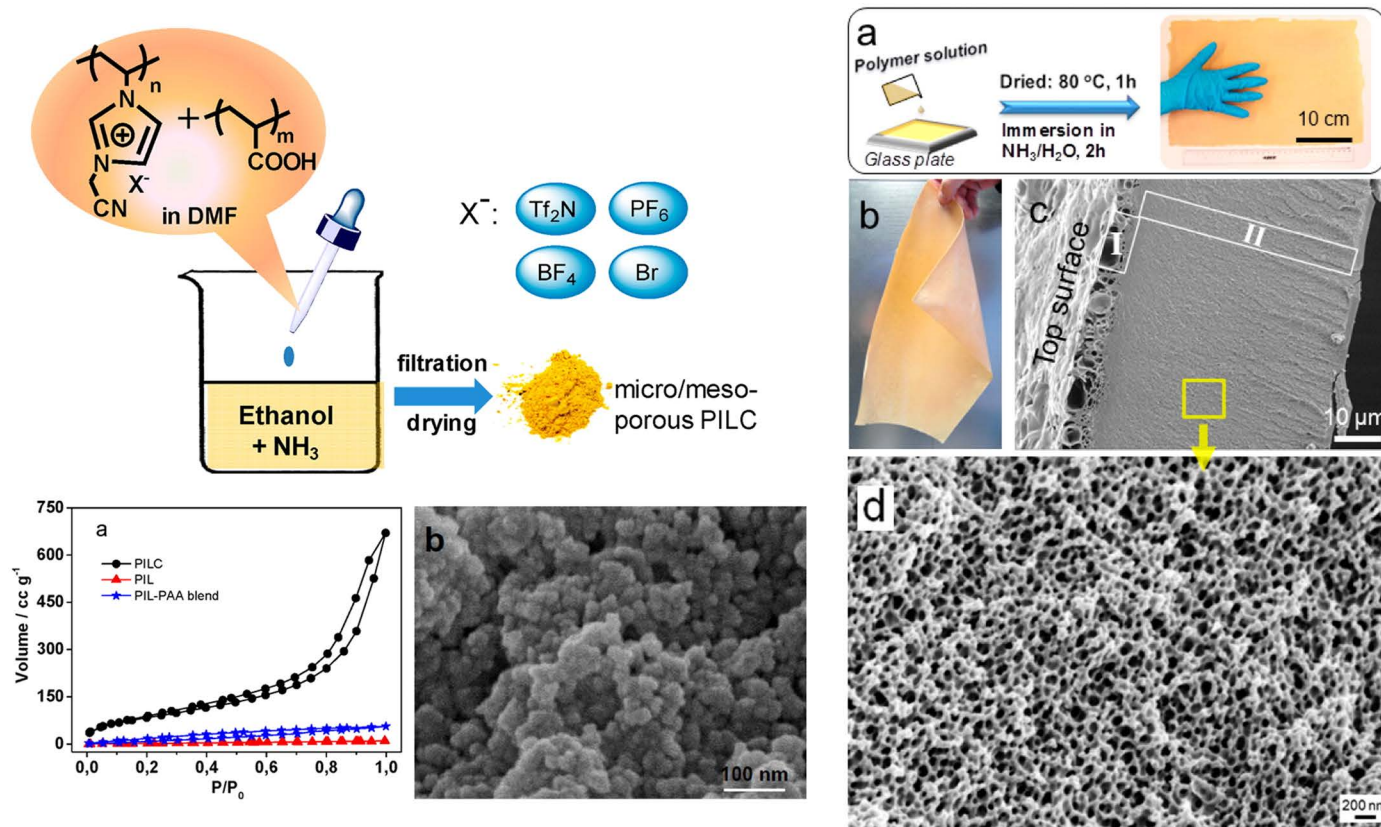 n
N
+
m
⊕
COOH
N
X-
CN
in DMF
X-:
Tf2N
PF6
BF4
Br
filtration
drying
Ethanol
+ NH3
micro/meso-
porous PILC
a
750
600
450
300
150
0
Volume / cc g-1
PILC
PIL
PIL-PAA blend
0,0
0,2
0,4
0,6
0,8
1,0
P/P0
b
100 nm
a
Polymer solution
Glass plate
Dried: 80 oC, 1h
Immersion in
NH3/H2O, 2h
10 cm
b
c
Top surface
I
II
10 µm
d
200 nm